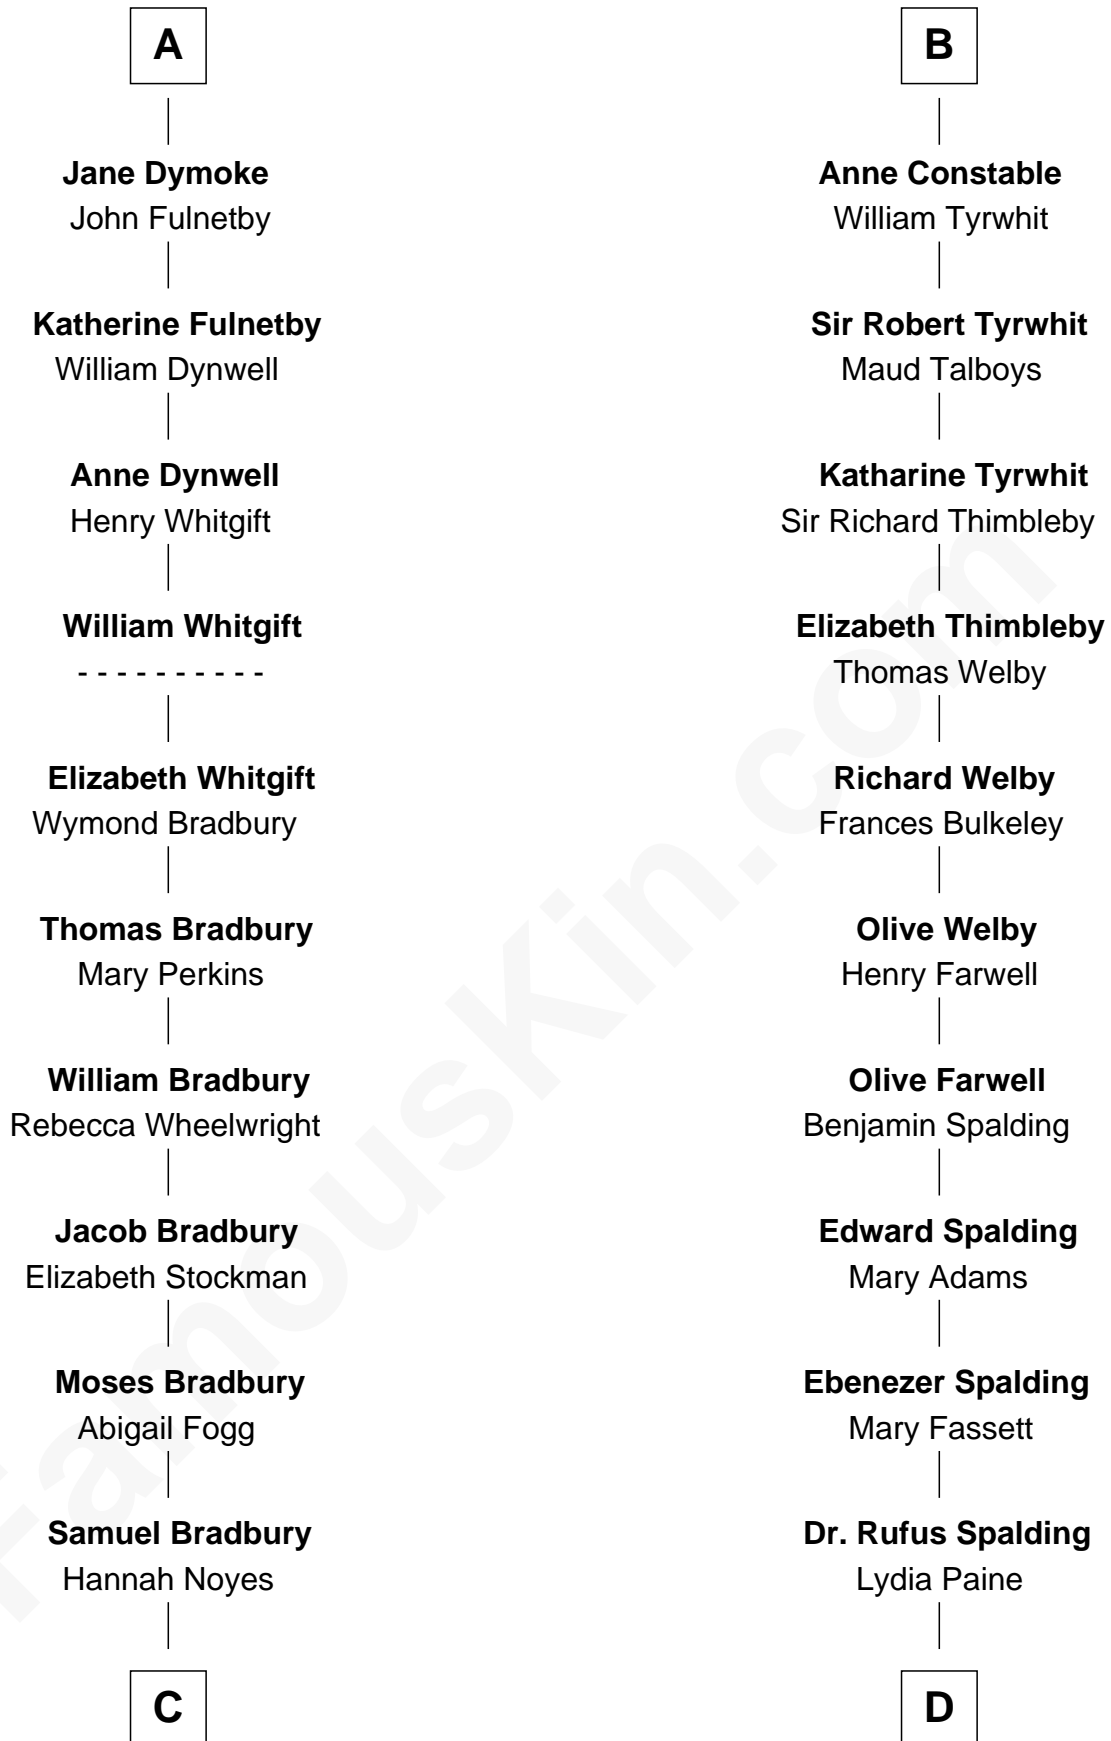 A
Jane Dymoke
John Fulnetby
Katherine Fulnetby
William Dynwell
Anne Dynwell
Henry Whitgift
William Whitgift
- - - - - - - - - -
Elizabeth Whitgift
Wymond Bradbury
Thomas Bradbury
Mary Perkins
William Bradbury
Rebecca Wheelwright
Jacob Bradbury
Elizabeth Stockman
Moses Bradbury
Abigail Fogg
Samuel Bradbury
Hannah Noyes
C
B
Anne Constable
William Tyrwhit
Sir Robert Tyrwhit
Maud Talboys
Katharine Tyrwhit
Sir Richard Thimbleby
Elizabeth Thimbleby
Thomas Welby
Richard Welby
Frances Bulkeley
Olive Welby
Henry Farwell
Olive Farwell
Benjamin Spalding
Edward Spalding
Mary Adams
Ebenezer Spalding
Mary Fassett
Dr. Rufus Spalding
Lydia Paine
D
FamousKin.com